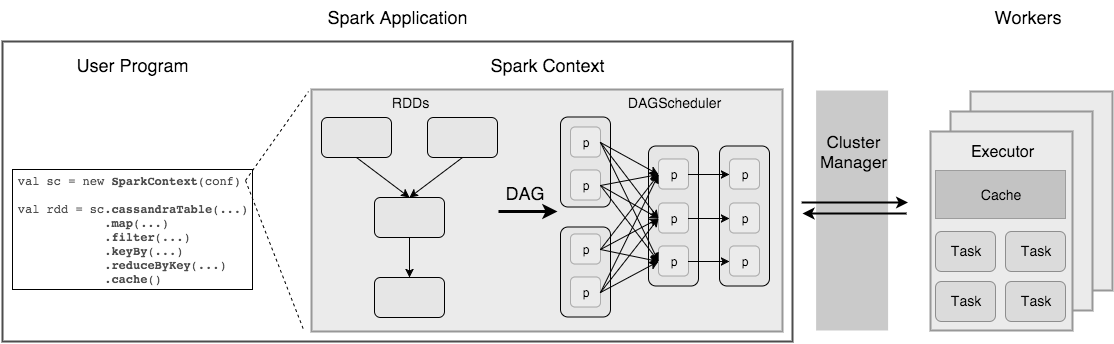 Spark Application
Workers
User Program
Spark Context
RDDs
DAGScheduler
val sc = new SparkContext(conf)
val rdd = sc.cassandraTable(...)
.map(...)
.filter(...)
.keyBy(...)
.reduceByKey(...)
.cache()
DAG
p
p
p
p
p
p
p
p
p
p
Cluster
Manager
Executor
Cache
Task
Task
Task
Task